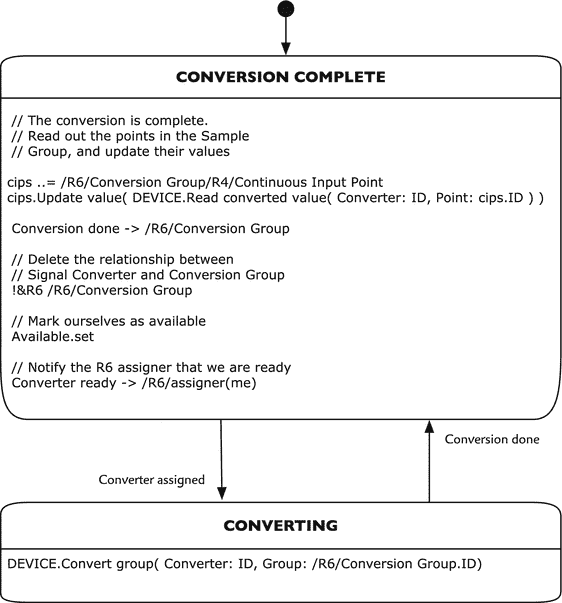 CONVERSION COMPLETE
// The conversion is complete.
// Read out the points in the Sample
// Group, and update their values
cips ..= /R6/Conversion Group/R4/Continuous Input Point
cips.Update value( DEVICE.Read converted value( Converter: ID, Point: cips.ID ) )
Conversion done -> /R6/Conversion Group
// Delete the relationship between
// Signal Converter and Conversion Group
!&R6 /R6/Conversion Group
// Mark ourselves as available
Available.set
// Notify the R6 assigner that we are ready
Converter ready -> /R6/assigner(me)
Conversion done
Converter assigned
CONVERTING
DEVICE.Convert group( Converter: ID, Group: /R6/Conversion Group.ID)